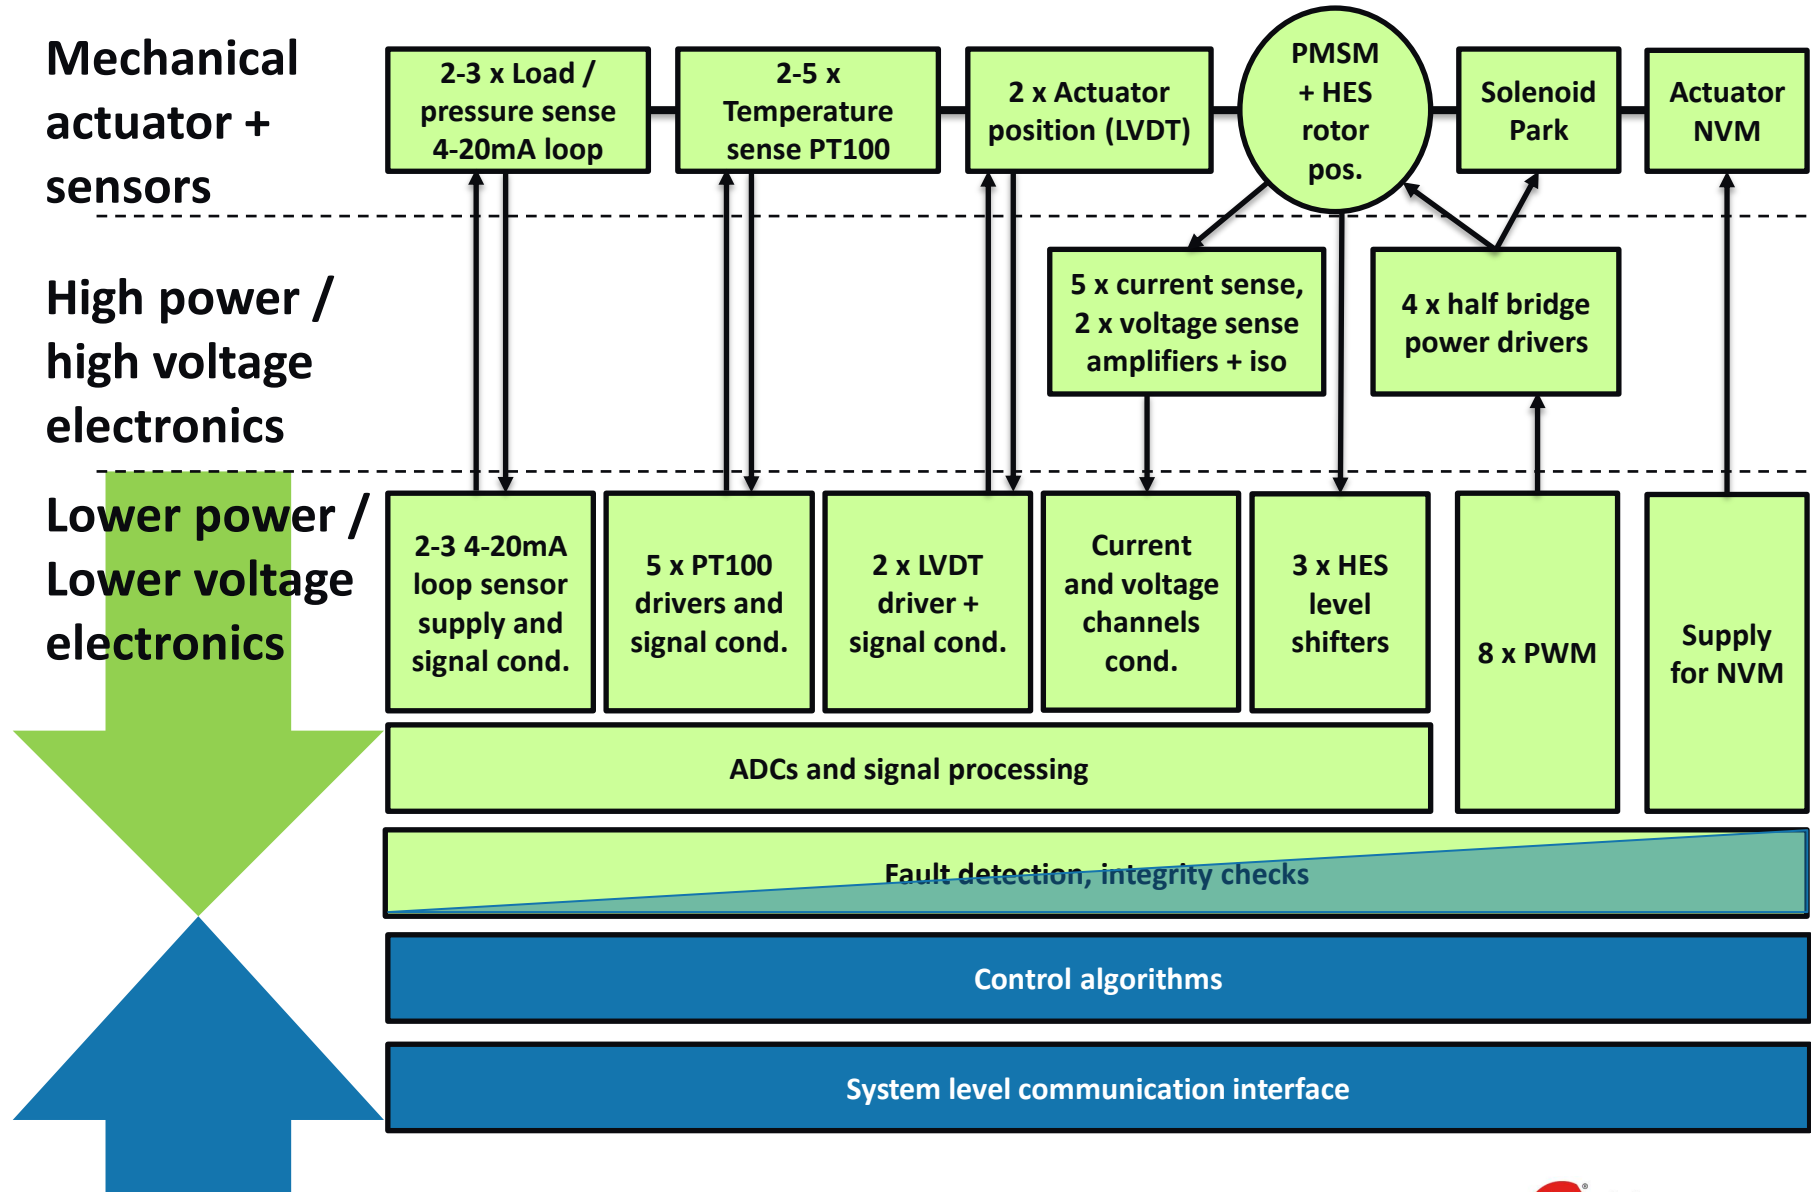 Mechanical
actuator +
sensors
2-3 x Load /
pressure sense
4-20mA loop
2-5 x
Temperature
sense PT100
2 x Actuator
position (LVDT)
PMSM
+ HES
rotor
pos.
Solenoid
Park
Actuator
NVM
High power /
high voltage
electronics
5 x current sense,
2 x voltage sense
amplifiers + iso
4 x half bridge
power drivers
Lower power /
Lower voltage
electronics
2-3 4-20mA
loop sensor
supply and
signal cond.
5 x PT100
drivers and
signal cond.
2 x LVDT
driver +
signal cond.
Current
and voltage
channels
cond.
3 x HES
level
shifters
8 x PWM
Supply
for NVM
ADCs and signal processing
Fault detection, integrity checks
Control algorithms
System level communication interface
®